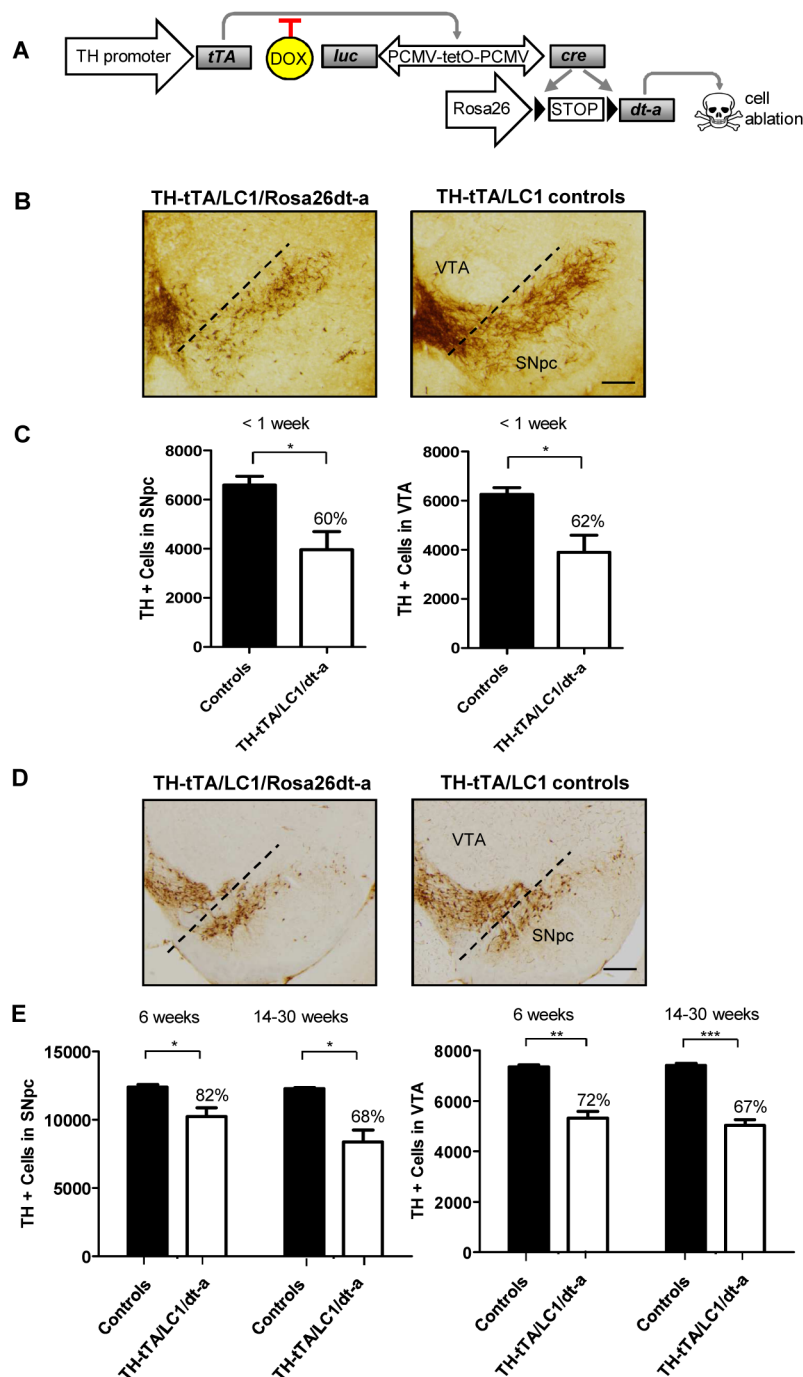 A
TH promoter
tTA
DOX
luc
PCMV-tetO-PCMV
cre
Rosa26
STOP
dt-a
cell
ablation
B
TH-tTA/LC1/Rosa26dt-a
TH-tTA/LC1 controls
VTA
SNpc
C
< 1 week
*
TH + Cells in SNpc
8000
6000
4000
2000
0
60%
Controls
TH-tTA/LC1/dt-a
< 1 week
*
TH + Cells in VTA
8000
6000
4000
2000
0
62%
Controls
TH-tTA/LC1/dt-a
D
TH-tTA/LC1/Rosa26dt-a
TH-tTA/LC1 controls
VTA
SNpc
E
6 weeks
14-30 weeks
*
*
TH + Cells in SNpc
15000
10000
5000
0
82%
68%
Controls
TH-tTA/LC1/dt-a
Controls
TH-tTA/LC1/dt-a
6 weeks
14-30 weeks
**
***
TH + Cells in VTA
8000
6000
4000
2000
0
72%
67%
Controls
TH-tTA/LC1/dt-a
Controls
TH-tTA/LC1/dt-a